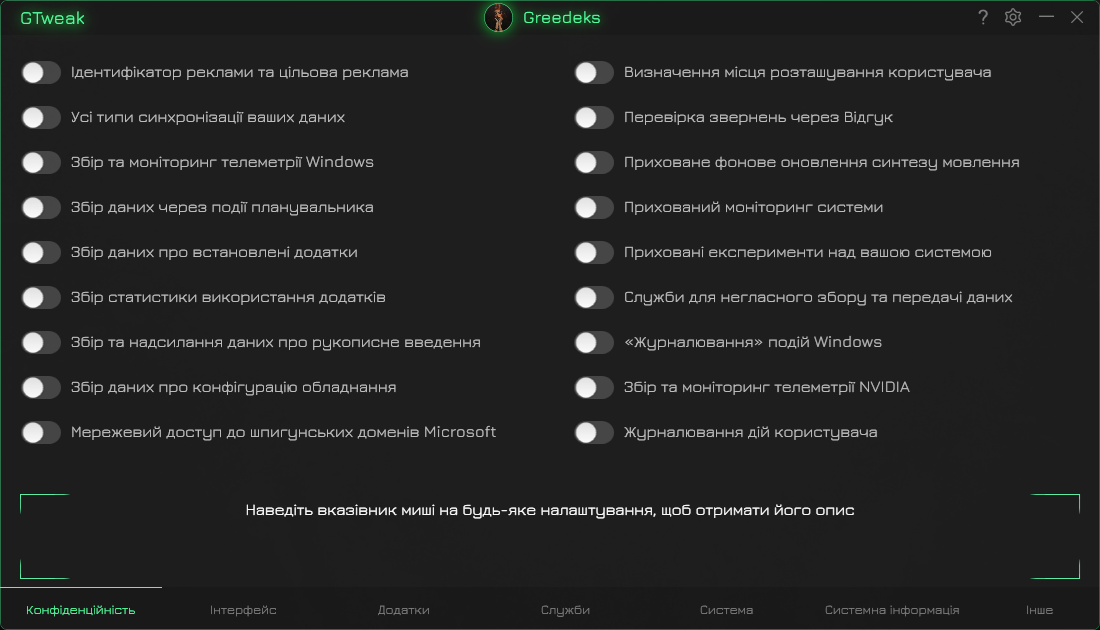 GTweak
Greedeks
?
Ідентифікатор реклами та цільова реклама
Усі типи синхронізації ваших даних
Збір та моніторинг телеметрії Windows
Збір даних через події планувальника
Збір даних про встановлені додатки
Збір статистики використання додатків
Збір та надсилання даних про рукописне введення
Збір даних про конфігурацію обладнання
Мережевий доступ до шпигунських доменів Microsoft
Визначення місця розташування користувача
Перевірка звернень через Відгук
Приховане фонове оновлення синтезу мовлення
Прихований моніторинг системи
Приховані експерименти над вашою системою
Служби для негласного збору та передачі даних
«Журналювання» подій Windows
Збір та моніторинг телеметрії NVIDIA
Журналювання дій користувача
Наведіть вказівник миші на будь-яке налаштування, щоб отримати його опис
Конфіденційність
Інтерфейс
Додатки
Служби
Система
Системна інформація
Інше